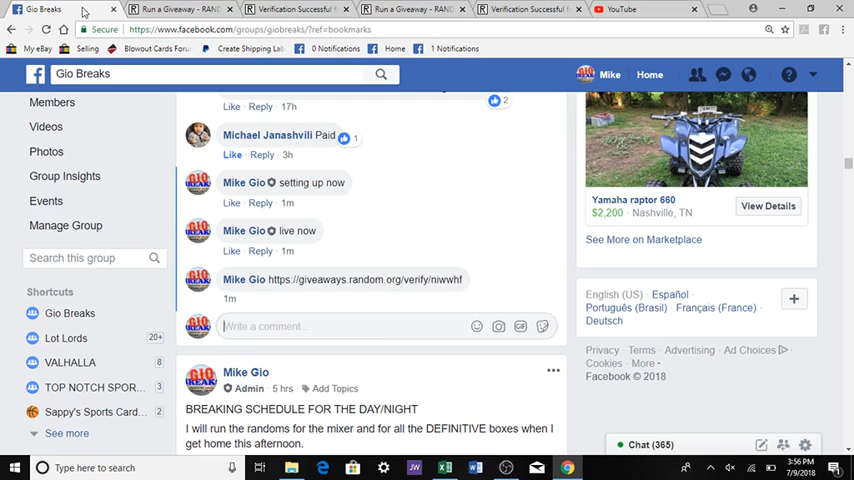 Gio Breaks
Run a Giveaway - RAND
Verification Successful f
Run a Giveaway - RAND
Verification Successful f
YouTube
Secure
https://www.facebook.com/groups/giobreaks/?ref=bookmarks
My eBay
Selling
Blowout Cards Forum
Create Shipping Lab
0 Notifications
Home
1 Notifications
Gio Breaks
Mike
Home
Members
Videos
Photos
Group Insights
Events
Manage Group
Search this group
Shortcuts
Gio Breaks
Lot Lords 20+
VALHALLA 8
TOP NOTCH SPOR... 3
Sappy's Sports Card... 2
See more
Like · Reply · 17h
2
Michael Janashvili Paid
1
Like · Reply · 3h
Mike Gio setting up now
Like · Reply · 1m
Mike Gio live now
Like · Reply · 1m
Mike Gio https://giveaways.random.org/verify/niwwhf
1m
Write a comment...
Mike Gio
Admin · 5 hrs · Add Topics
BREAKING SCHEDULE FOR THE DAY/NIGHT
I will run the randoms for the mixer and for all the DEFINITIVE boxes when I
get home this afternoon.
Yamaha raptor 660
$2,200 · Nashville, TN
View Details
See More on Marketplace
English (US) · Español ·
Português (Brasil) · Français (France) ·
Deutsch
Privacy · Terms · Advertising · Ad Choices
Cookies · More
Facebook © 2018
Chat (365)
Type here to search
3:56 PM
7/9/2018